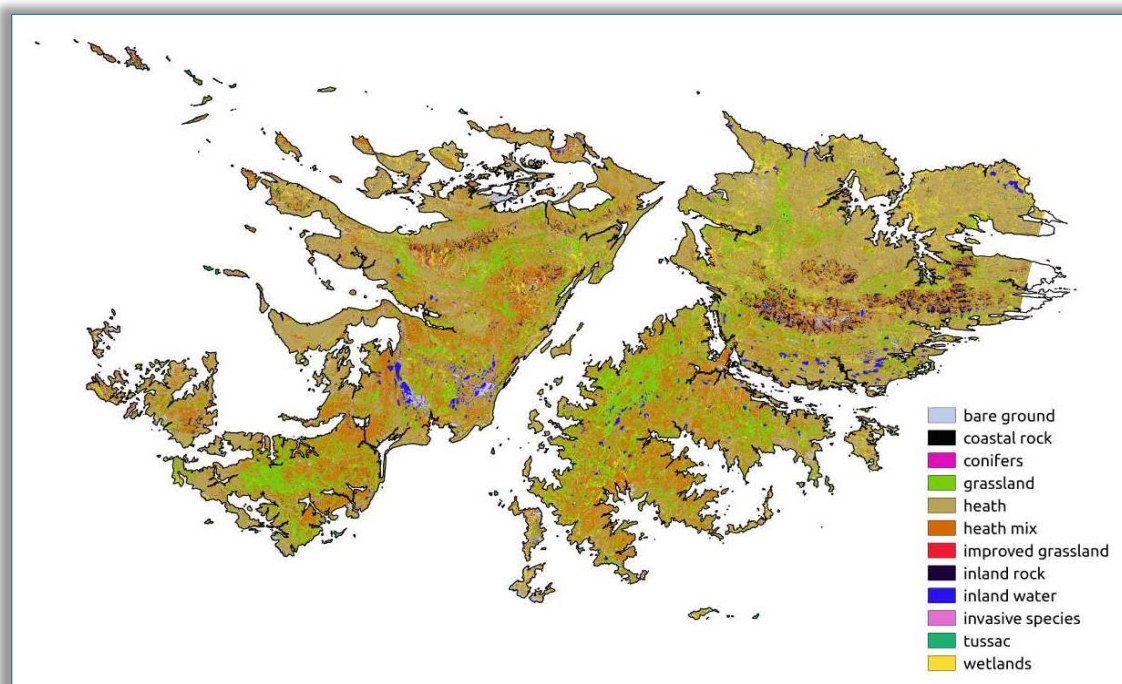 bare ground
coastal rock
conifers
grassland
heath
heath mix
improved grassland
inland rock
inland water
invasive species
tussac
wetlands